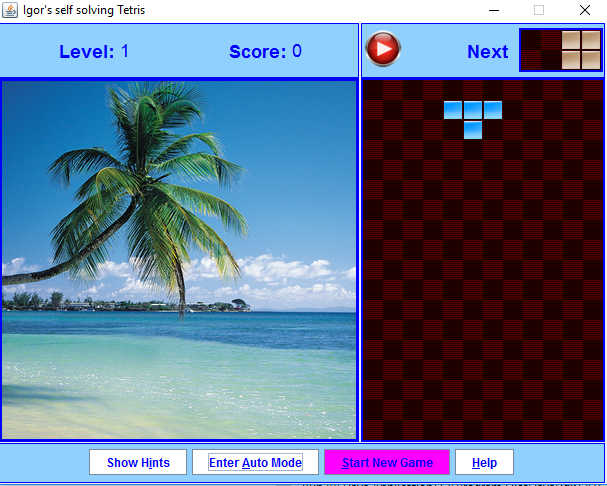 Igor's self solving Tetris
Level: 1 Score: 0
Next
Show Hints Enter Auto Mode Start New Game Help